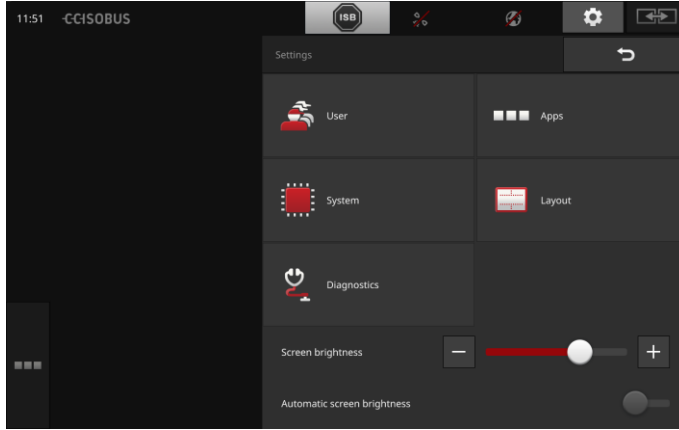 11:51 CCISOBUS ISB
Settings
User
Apps
System
Layout
Diagnostics
Screen brightness
Automatic screen brightness